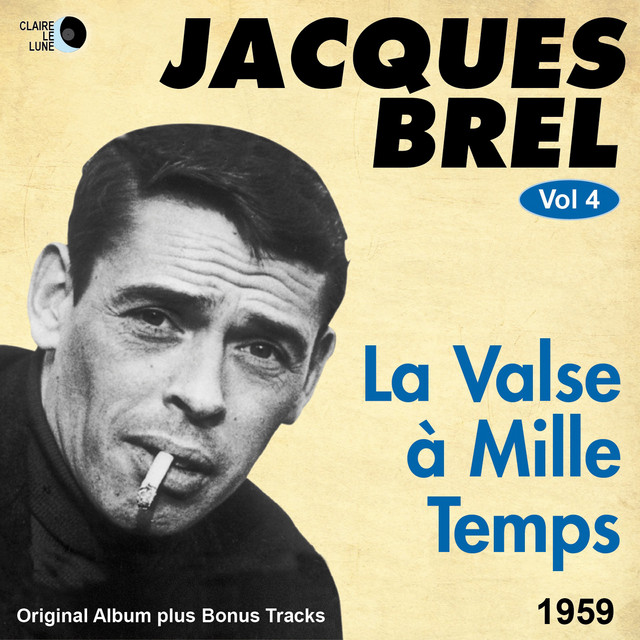 CLAIRE
LE
LUNE
JACQUES
BREL
Vol 4
La Valse
à Mille
Temps
Original Album plus Bonus Tracks
1959